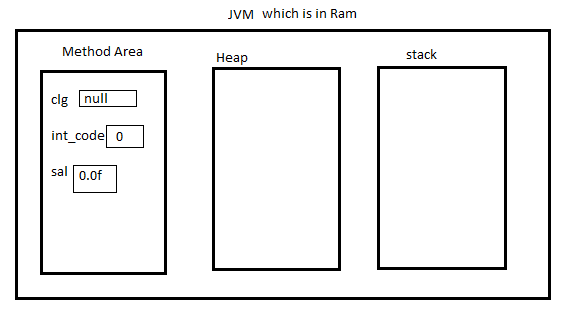 JVM which is in Ram
Method Area
Heap
stack
clg null
int_code 0
sal 0.0f